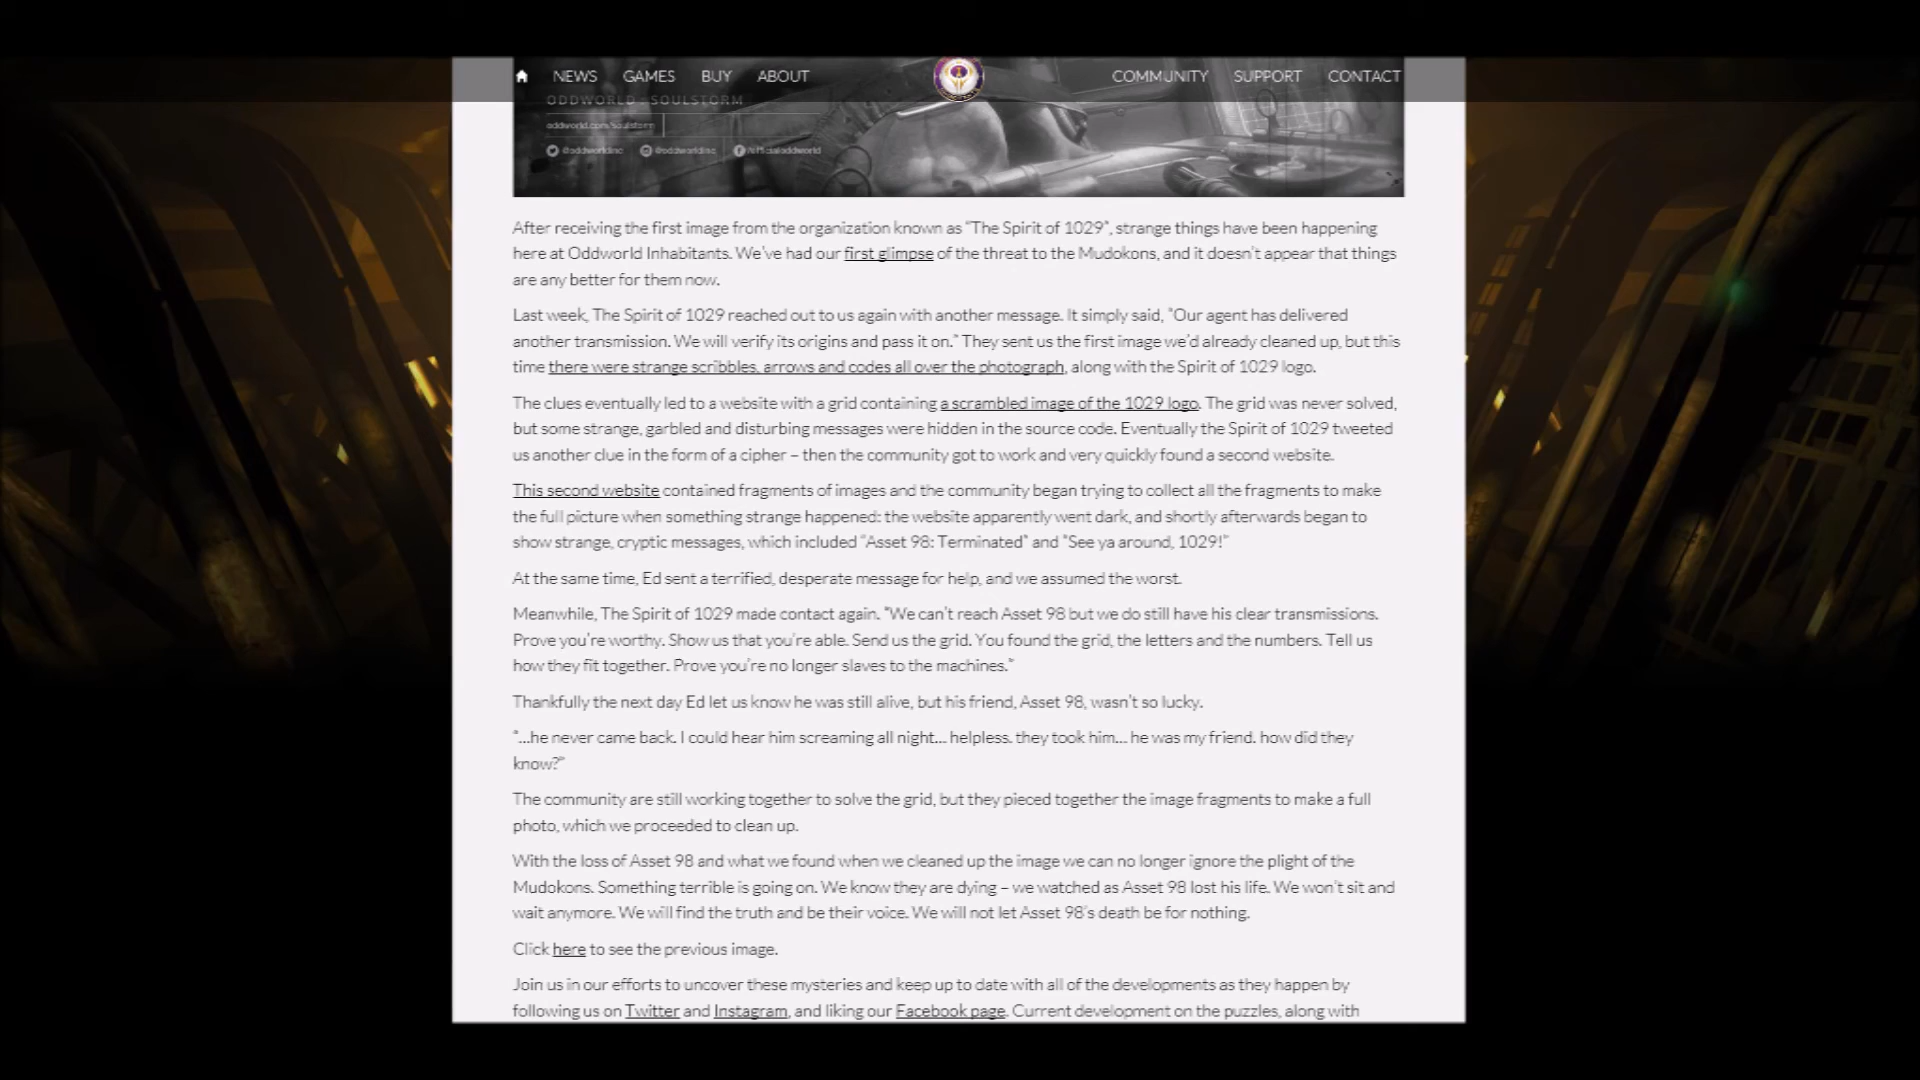 NEWS GAMES BUY ABOUT COMMUNITY SUPPORT CONTACT
ODDWORLD : SOULSTORM
oddworld.com/soulstorm
@oddworldinc @oddworldinc /officialoddworld
After receiving the first image from the organization known as “The Spirit of 1029”, strange things have been happening
here at Oddworld Inhabitants. We’ve had our first glimpse of the threat to the Mudokons, and it doesn’t appear that things
are any better for them now.
Last week, The Spirit of 1029 reached out to us again with another message. It simply said, “Our agent has delivered
another transmission. We will verify its origins and pass it on.” They sent us the first image we’d already cleaned up, but this
time there were strange scribbles, arrows and codes all over the photograph, along with the Spirit of 1029 logo.
The clues eventually led to a website with a grid containing a scrambled image of the 1029 logo. The grid was never solved,
but some strange, garbled and disturbing messages were hidden in the source code. Eventually the Spirit of 1029 tweeted
us another clue in the form of a cipher – then the community got to work and very quickly found a second website.
This second website contained fragments of images and the community began trying to collect all the fragments to make
the full picture when something strange happened: the website apparently went dark, and shortly afterwards began to
show strange, cryptic messages, which included “Asset 98: Terminated” and “See ya around, 1029!”
At the same time, Ed sent a terrified, desperate message for help, and we assumed the worst.
Meanwhile, The Spirit of 1029 made contact again. “We can’t reach Asset 98 but we do still have his clear transmissions.
Prove you’re worthy. Show us that you’re able. Send us the grid. You found the grid, the letters and the numbers. Tell us
how they fit together. Prove you’re no longer slaves to the machines.”
Thankfully the next day Ed let us know he was still alive, but his friend, Asset 98, wasn’t so lucky.
“…he never came back. I could hear him screaming all night… helpless. they took him… he was my friend. how did they
know?”
The community are still working together to solve the grid, but they pieced together the image fragments to make a full
photo, which we proceeded to clean up.
With the loss of Asset 98 and what we found when we cleaned up the image we can no longer ignore the plight of the
Mudokons. Something terrible is going on. We know they are dying – we watched as Asset 98 lost his life. We won’t sit and
wait anymore. We will find the truth and be their voice. We will not let Asset 98’s death be for nothing.
Click here to see the previous image.
Join us in our efforts to uncover these mysteries and keep up to date with all of the developments as they happen by
following us on Twitter and Instagram, and liking our Facebook page. Current development on the puzzles, along with